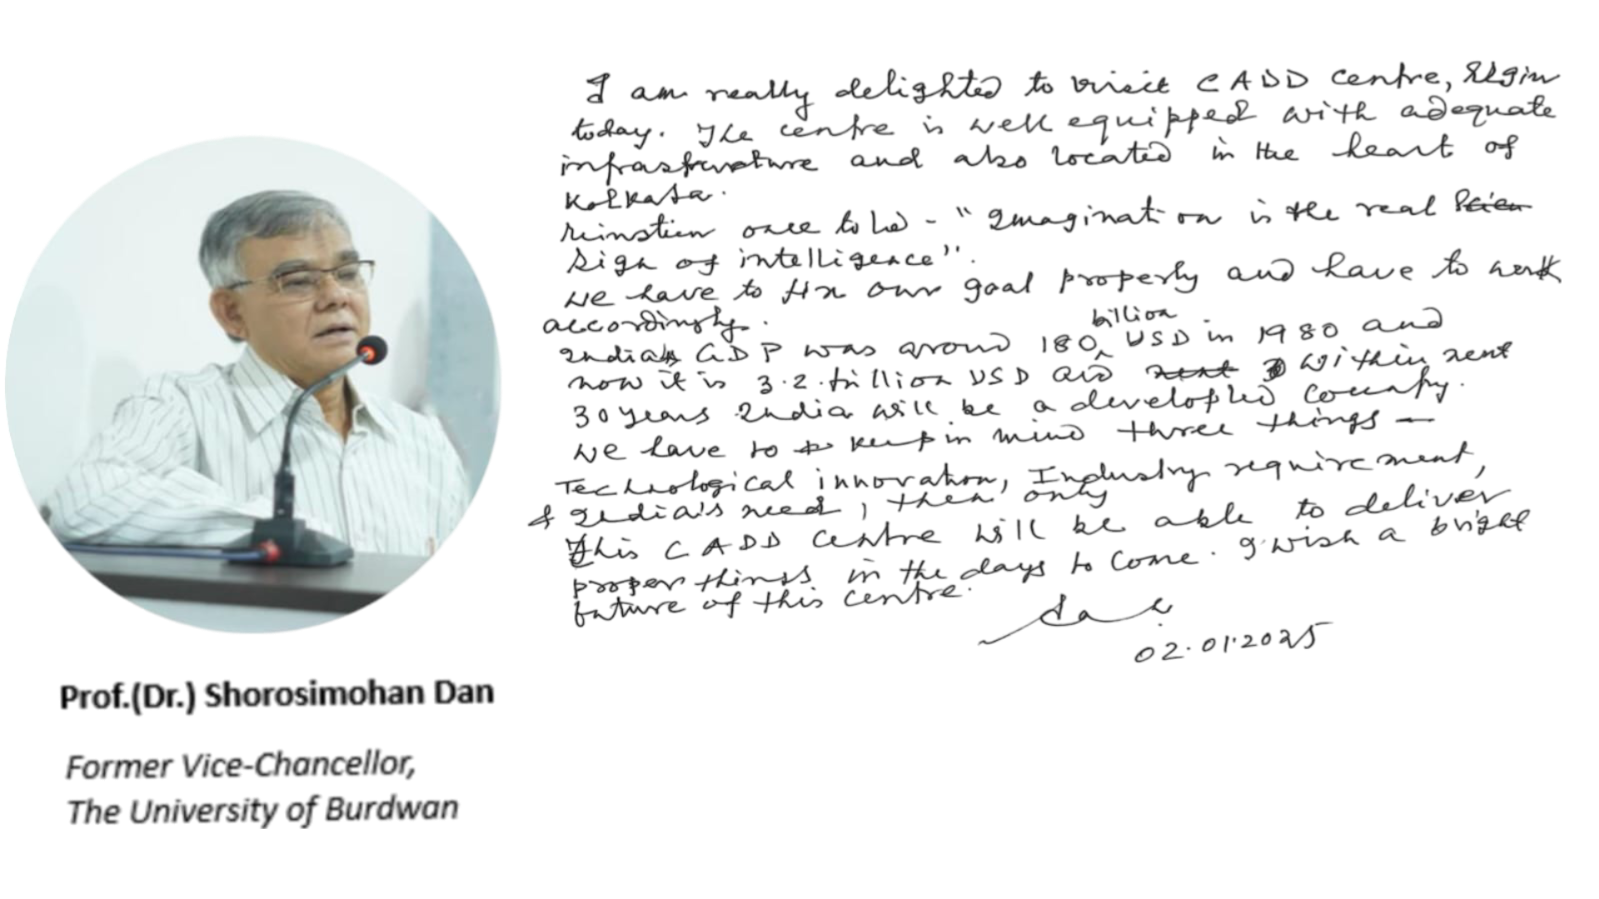 I am really delighted to visit CADD centre, Elgin
today. The centre is well equipped with adequate
infrastructure and also located in the heart of
Kolkata.
Einstien once told - "Imagination is the real
Sign of intelligence".
We have to fix our goal properly and have to work
accordingly.
India's GDP was around 180 billion USD in 1980 and
now it is 3.2 trillion USD and within next
30 years India will be a developed Country.
We have to keep in mind three things —
Technological innovation, Industry requirement,
& India's need, then only
This CADD Centre will be able to deliver
proper things in the days to come. I wish a bright
future of this centre.
Dan
02.01.2025
Prof.(Dr.) Shorosimohan Dan
Former Vice-Chancellor,
The University of Burdwan